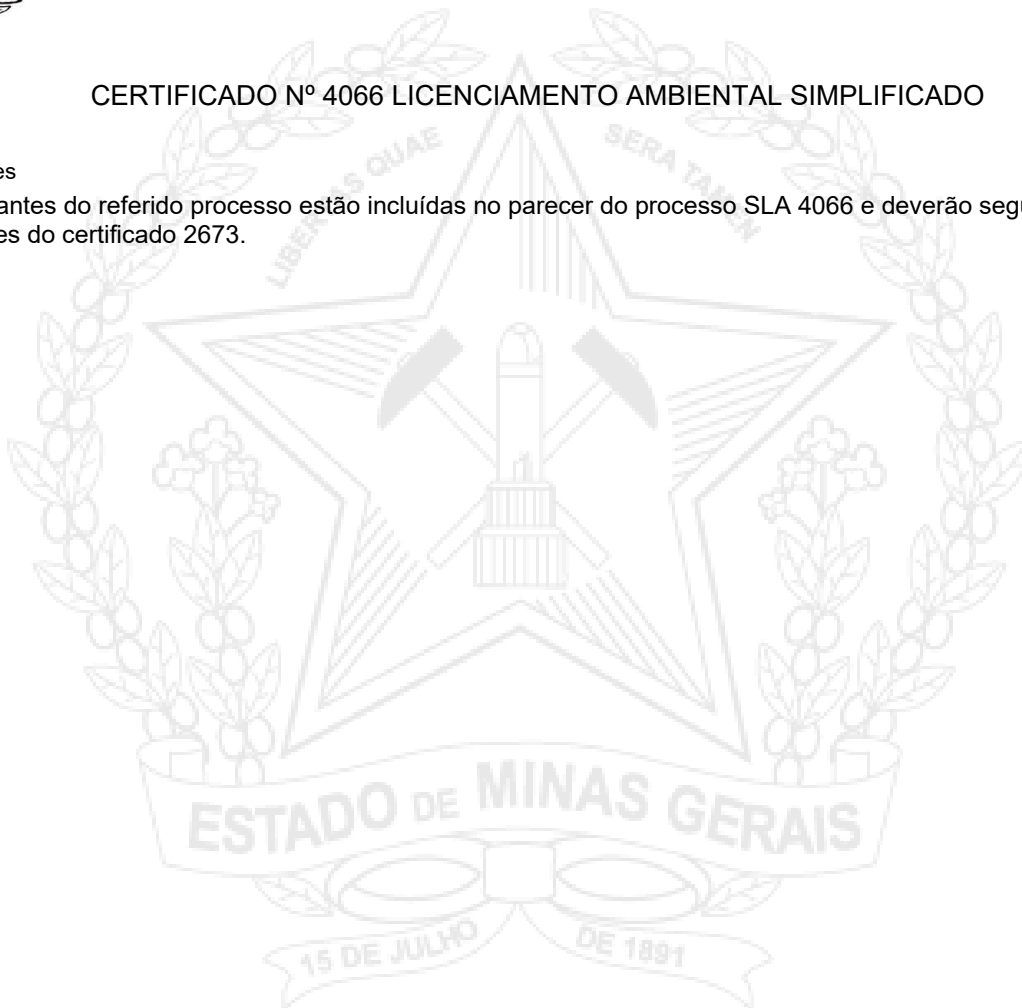 CERTIFICADO Nº 4066 LICENCIAMENTO AMBIENTAL SIMPLIFICADO
es
antes do referido processo estão incluídas no parecer do processo SLA 4066 e deverão seg
es do certificado 2673.
LIBERTAS QUAE SERA TAMEN
ESTADO DE MINAS GERAIS
15 DE JULHO DE 1891